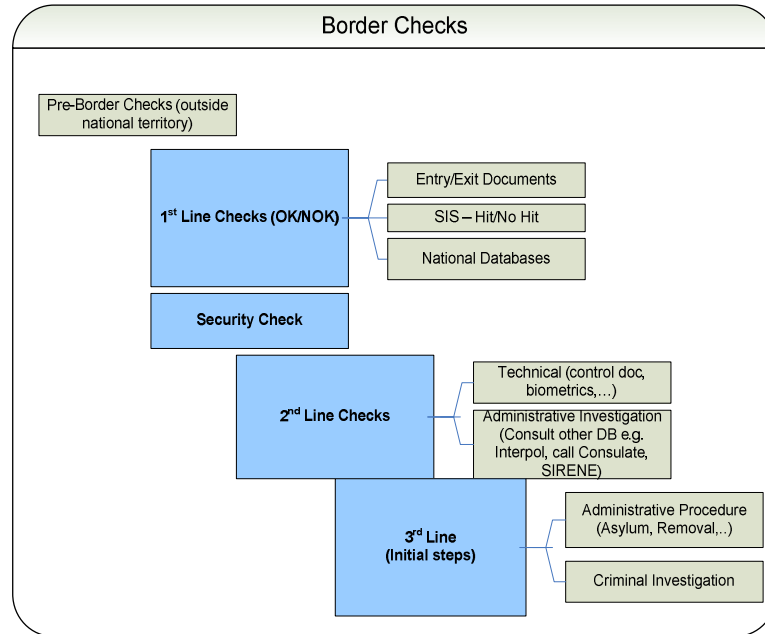 Border Checks
Pre-Border Checks (outside
national territory)
1st Line Checks (OK/NOK)
Entry/Exit Documents
SIS – Hit/No Hit
National Databases
Security Check
2nd Line Checks
Technical (control doc,
biometrics,…)
Administrative Investigation
(Consult other DB e.g.
Interpol, call Consulate,
SIRENE)
3rd Line
(Initial steps)
Administrative Procedure
(Asylum, Removal,..)
Criminal Investigation